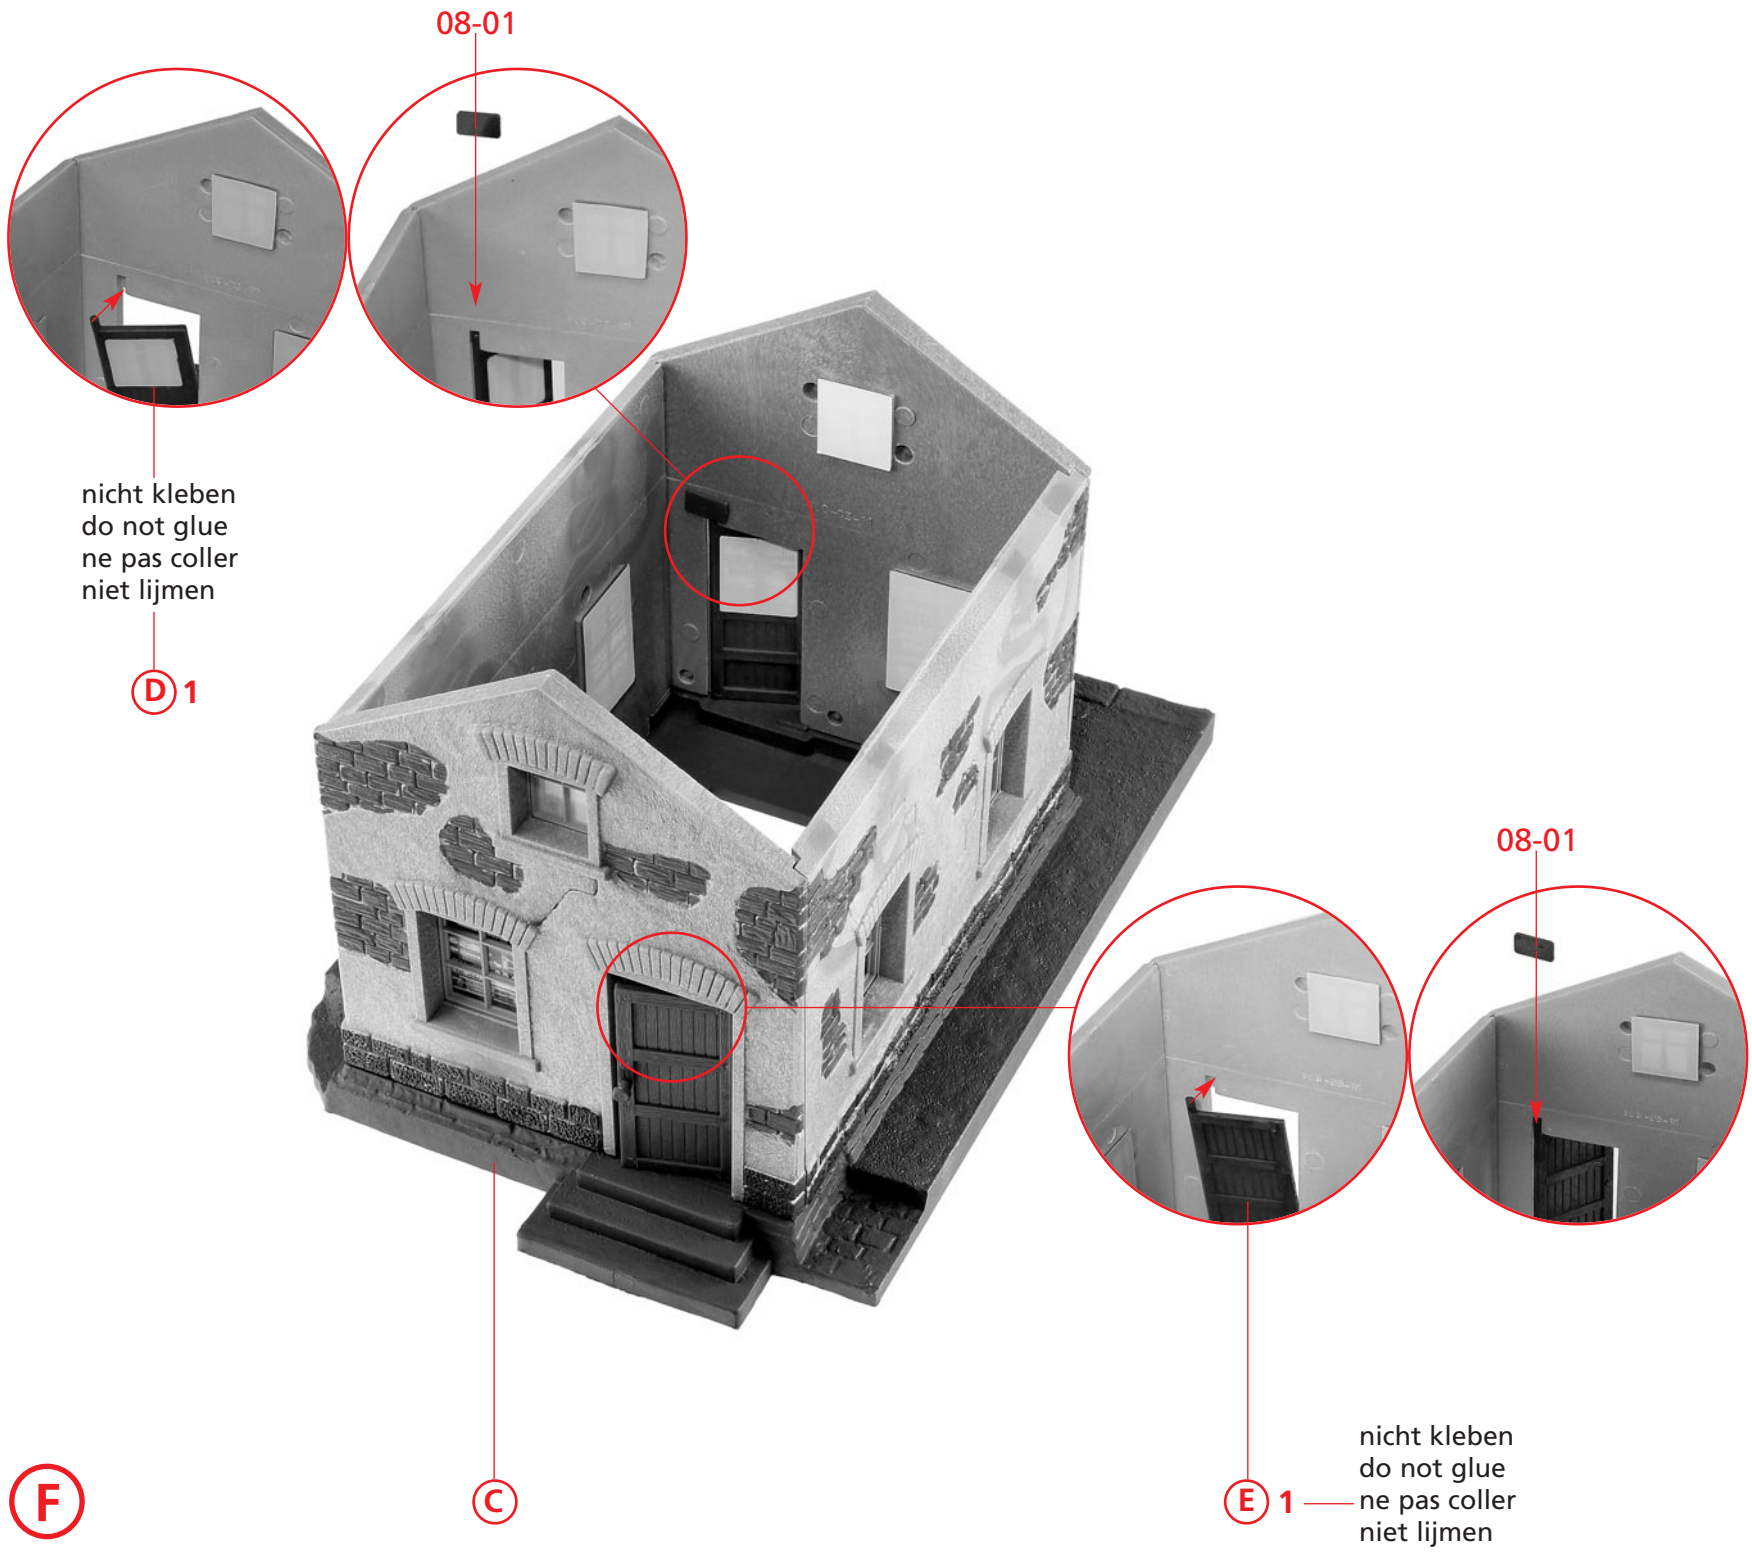 08-01
nicht kleben
do not glue
ne pas coller
niet lijmen
D 1
08-01
F
C
E 1
nicht kleben
do not glue
ne pas coller
niet lijmen